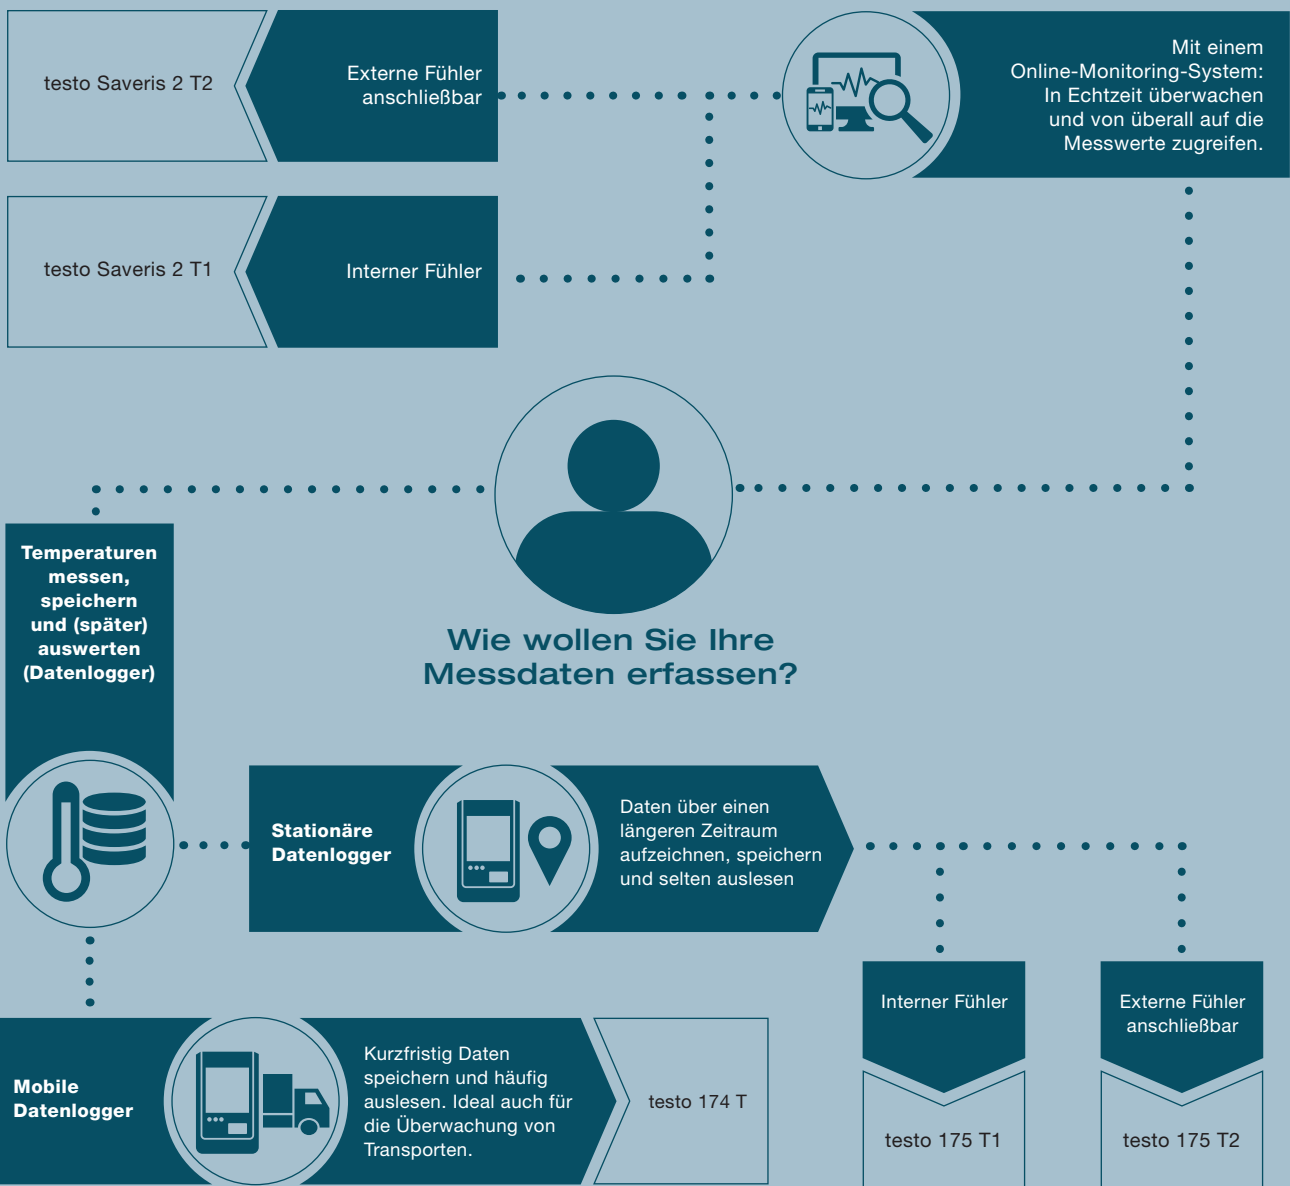 testo Saveris 2 T2
Externe Fühler
anschließbar
Mit einem
Online-Monitoring-System:
In Echtzeit überwachen
und von überall auf die
Messwerte zugreifen.
testo Saveris 2 T1
Interner Fühler
Wie wollen Sie Ihre
Messdaten erfassen?
Temperaturen
messen,
speichern
und (später)
auswerten
(Datenlogger)
Stationäre
Datenlogger
Daten über einen
längeren Zeitraum
aufzeichnen, speichern
und selten auslesen
Interner Fühler
Externe Fühler
anschließbar
testo 175 T1
testo 175 T2
Mobile
Datenlogger
Kurzfristig Daten
speichern und häufig
auslesen. Ideal auch für
die Überwachung von
Transporten.
testo 174 T